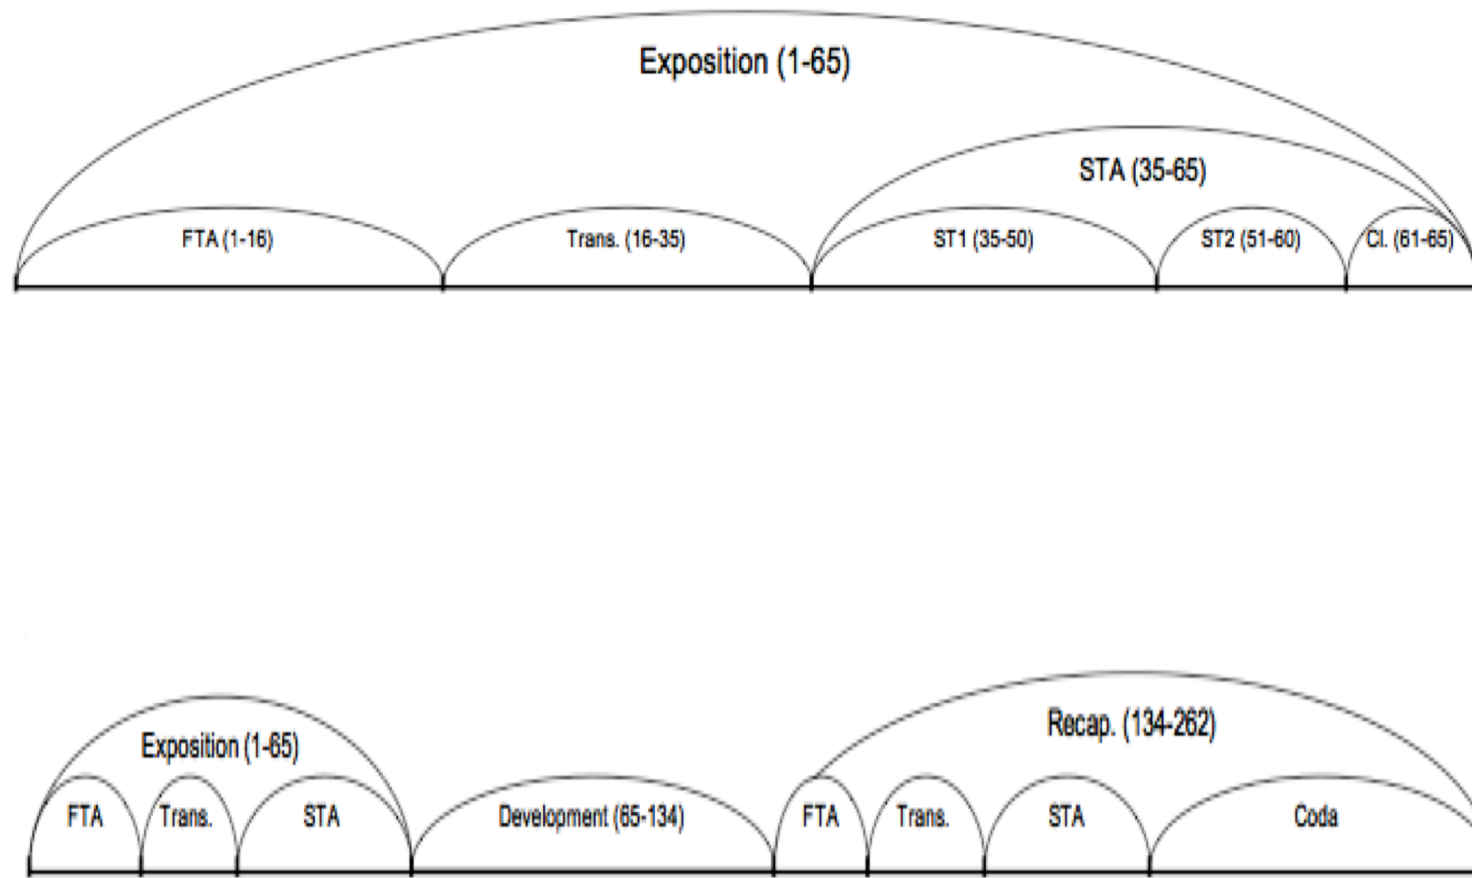 Exposition (1-65)
STA (35-65)
FTA (1-16)
Trans. (16-35)
ST1 (35-50)
ST2 (51-60)
Cl. (61-65)
Recap. (134-262)
Exposition (1-65)
FTA
Trans.
STA
Development (65-134)
FTA
Trans.
STA
Coda